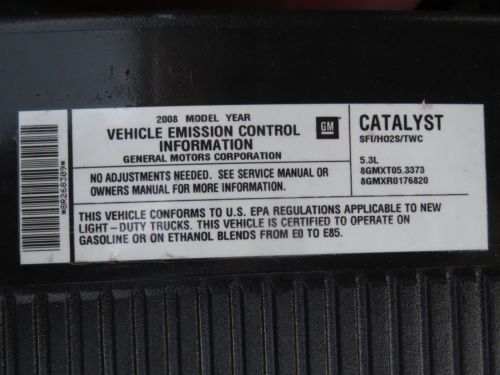 2008 MODEL YEAR
VEHICLE EMISSION CONTROL
INFORMATION
GENERAL MOTORS CORPORATION
GM
CATALYST
SFI/HO2S/TWC
5.3L
8GMXT05.3373
8GMXR0176820
NO ADJUSTMENTS NEEDED. SEE SERVICE MANUAL OR
OWNERS MANUAL FOR MORE INFORMATION
THIS VEHICLE CONFORMS TO U.S. EPA REGULATIONS APPLICABLE TO NEW
LIGHT-DUTY TRUCKS. THIS VEHICLE IS CERTIFIED TO OPERATE ON
GASOLINE OR ON ETHANOL BLENDS FROM E0 TO E85.
*8R268309*